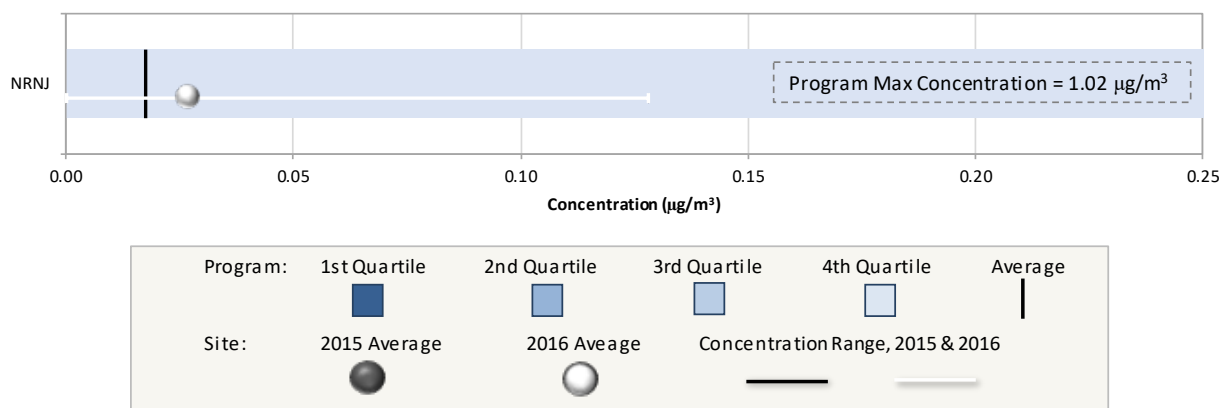 NRNJ
Program Max Concentration = 1.02 µg/m³
0.00 0.05 0.10 0.15 0.20 0.25
Concentration (µg/m³)
Program: 1st Quartile 2nd Quartile 3rd Quartile 4th Quartile Average
Site: 2015 Average 2016 Aveage Concentration Range, 2015 & 2016